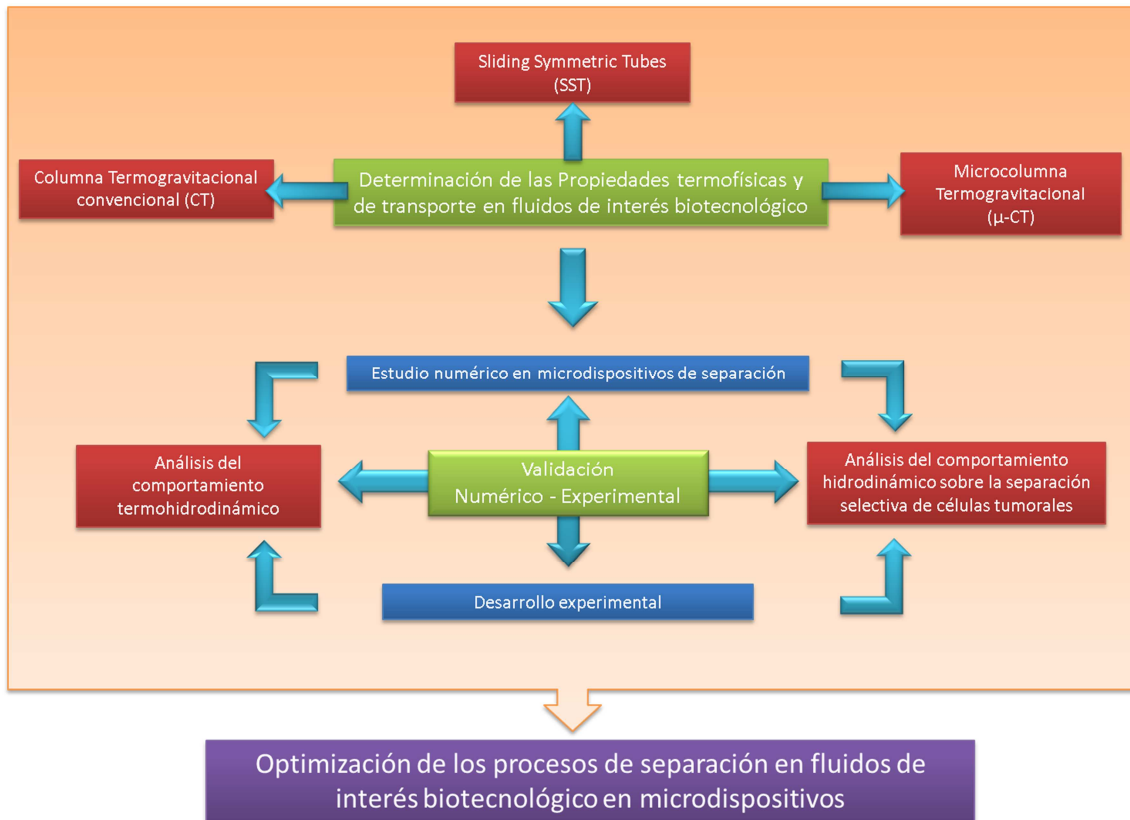 Sliding Symmetric Tubes
(SST)
Columna Termogravitacional
convencional (CT)
Determinación de las Propiedades termofísicas y
de transporte en fluidos de interés biotecnológico
Microcolumna
Termogravitacional
(µ-CT)
Estudio numérico en microdispositivos de separación
Análisis del
comportamiento
termohidrodinámico
Validación
Numérico - Experimental
Análisis del comportamiento
hidrodinámico sobre la separación
selectiva de células tumorales
Desarrollo experimental
Optimización de los procesos de separación en fluidos de
interés biotecnológico en microdispositivos